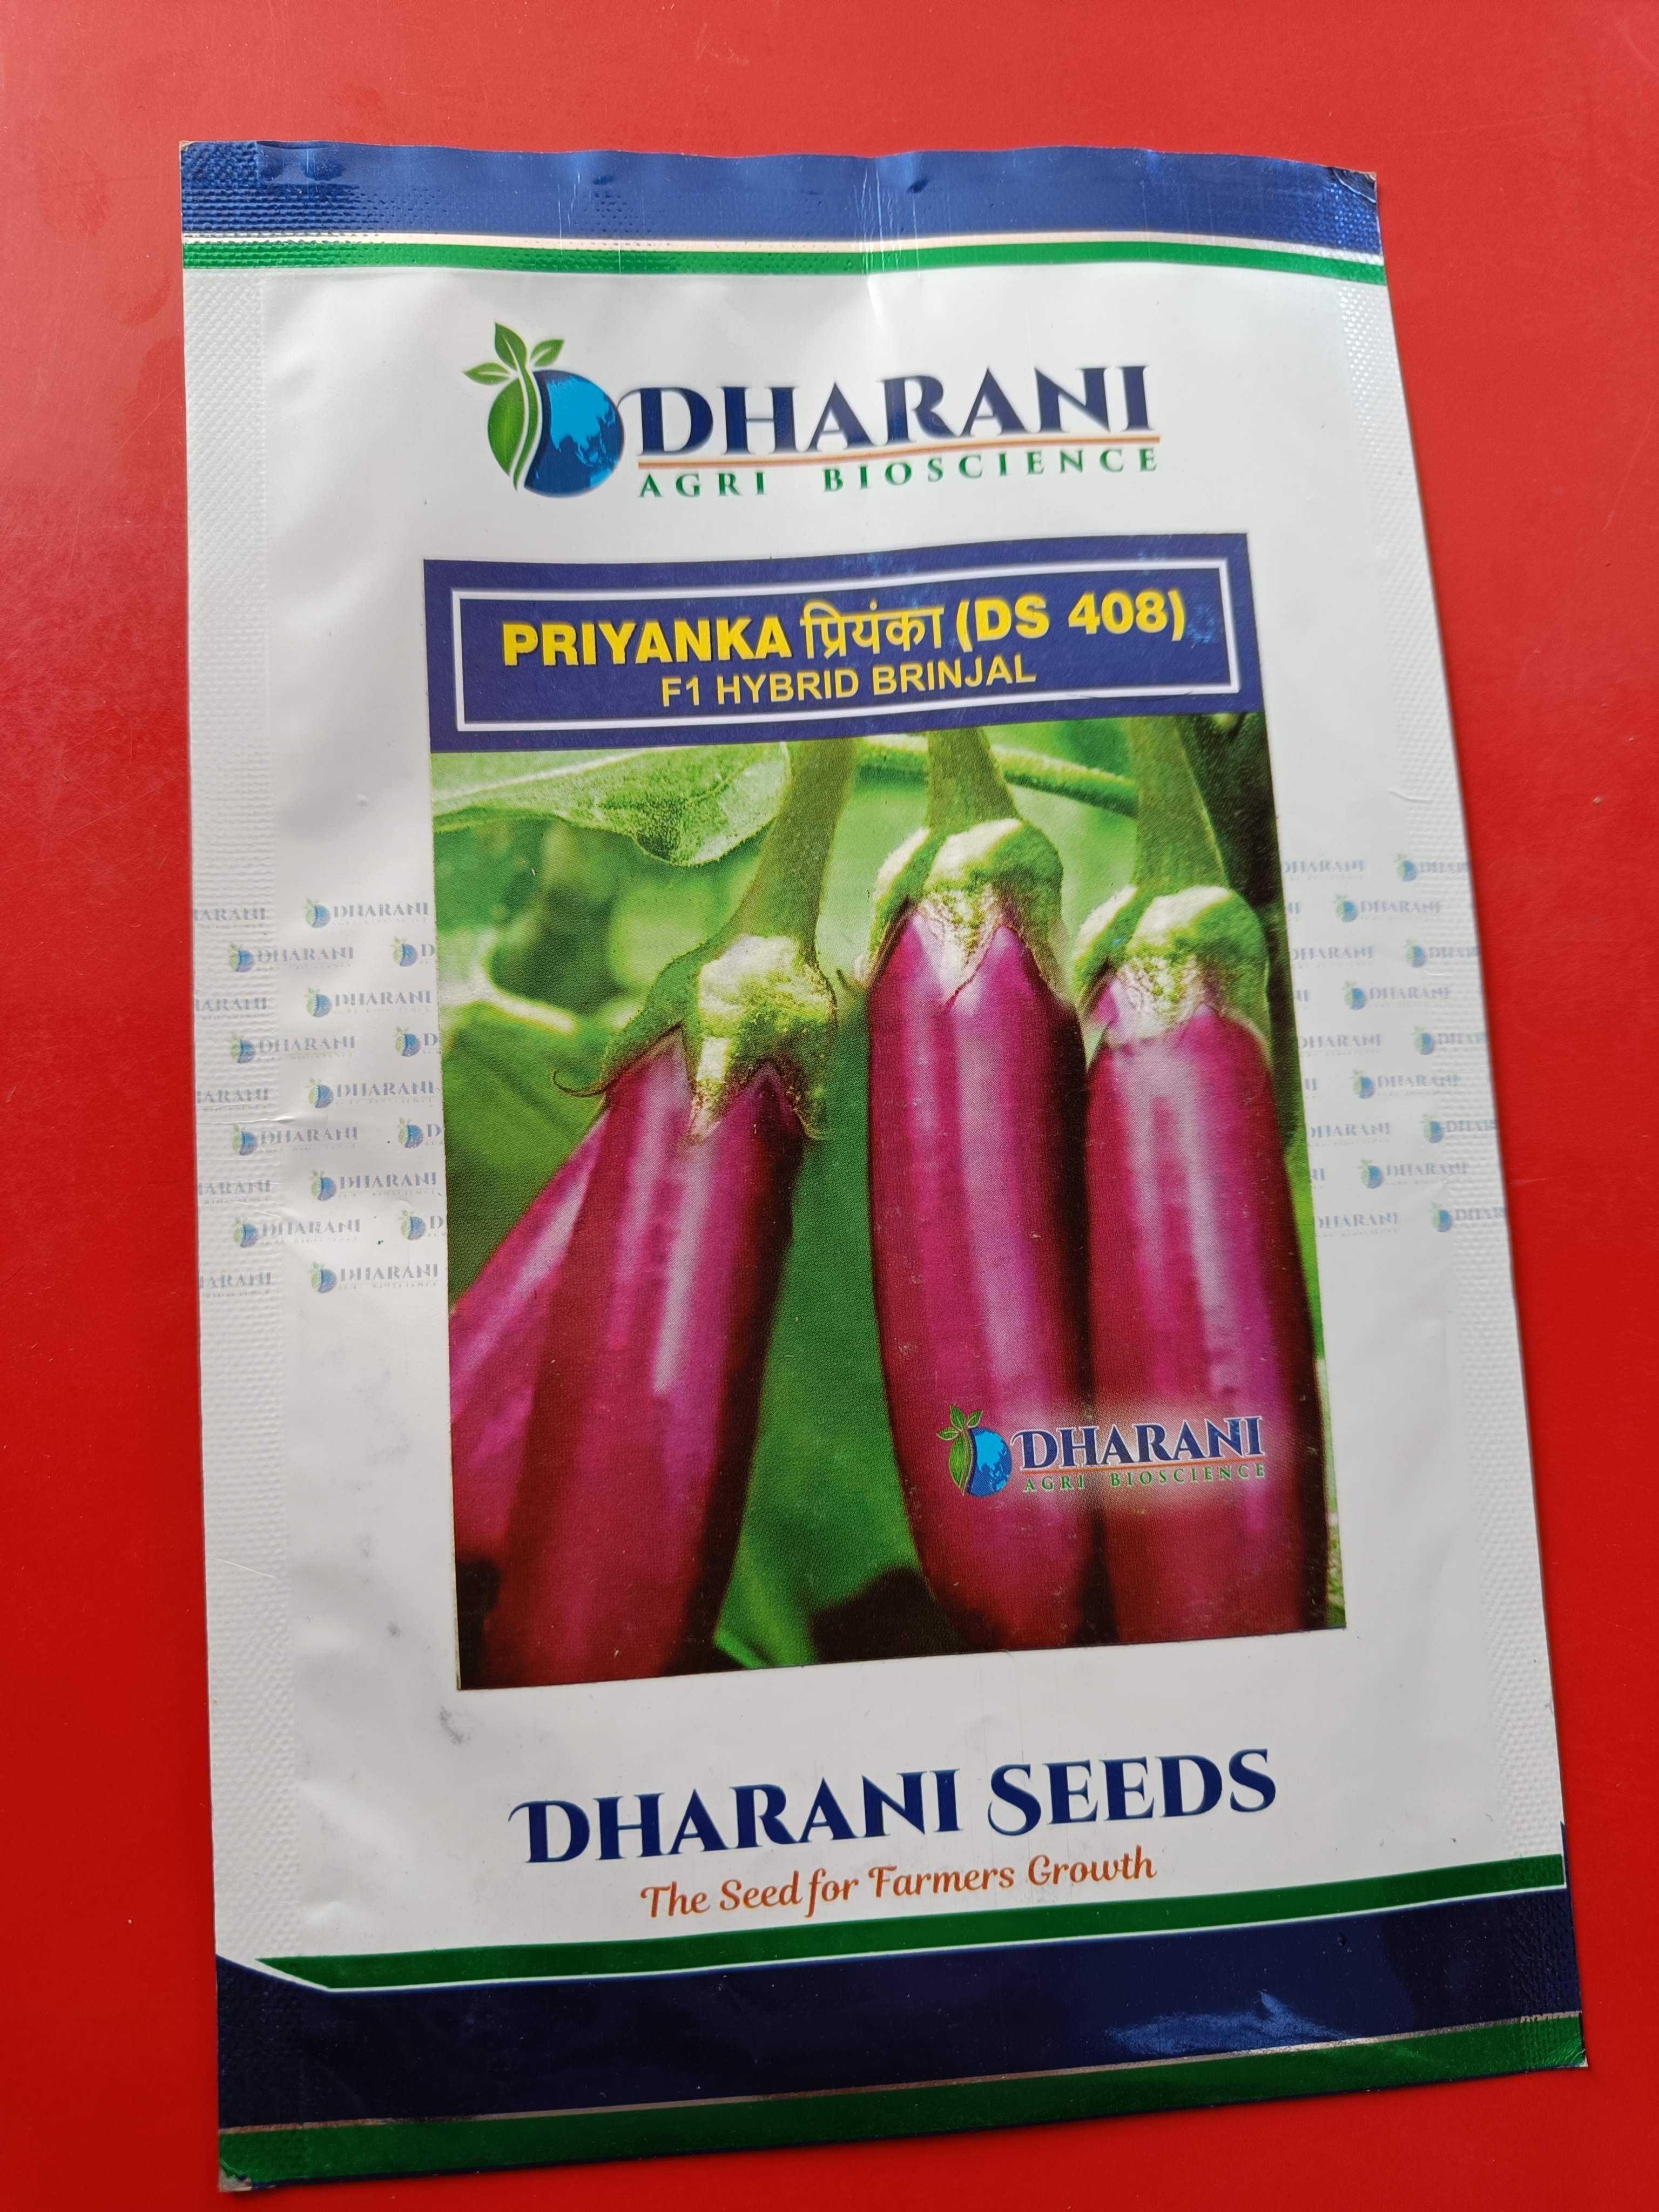 DHARANI
AGRI BIOSCIENCE
PRIYANKA प्रियंका (DS 408)
F1 HYBRID BRINJAL
DHARANI
AGRI BIOSCIENCE
DHARANI SEEDS
The Seed for Farmers Growth